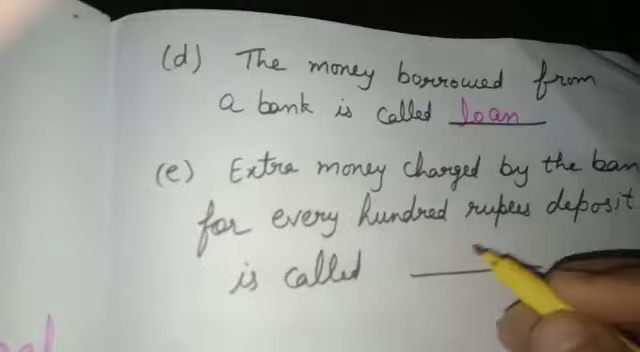 (d) The money borrowed from
a bank is called loan
(e) Extra money charged by the ban
for every hundred rupees deposit
is called